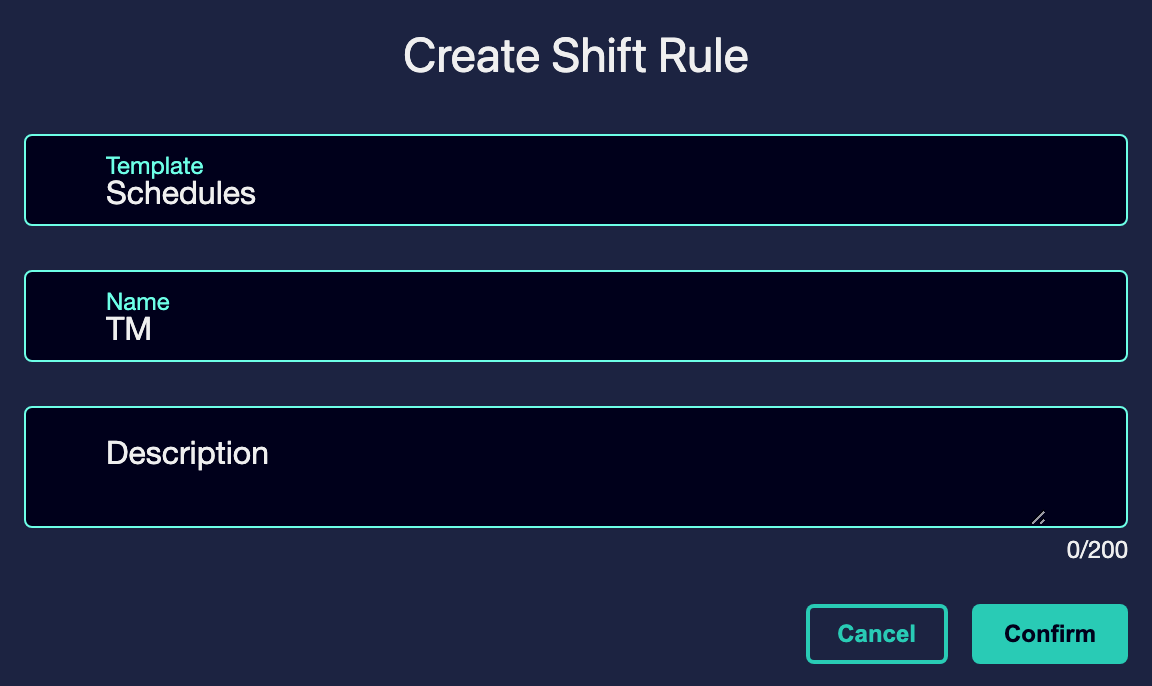 Create Shift Rule
Template
Schedules
Name
TM
Description
0/200
Cancel
Confirm